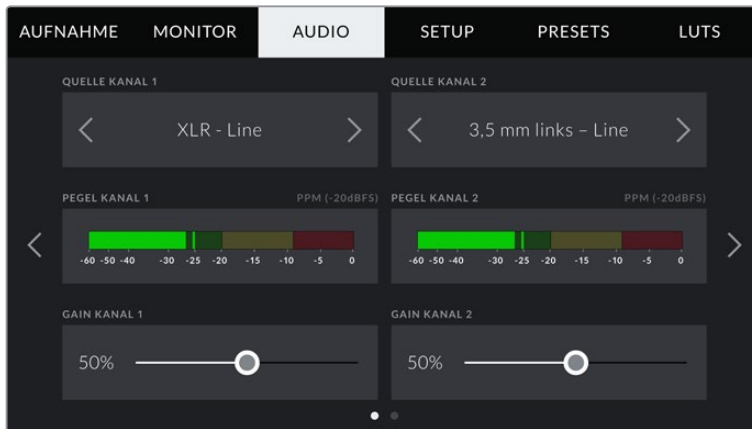 AUFNAHME MONITOR AUDIO SETUP PRESETS LUTS
QUELLE KANAL 1 QUELLE KANAL 2
XLR - Line 3,5 mm links – Line
PEGEL KANAL 1 PPM (-20dBFS) PEGEL KANAL 2 PPM (-20dBFS)
-60 -50 -40 -30 -25 -20 -15 -10 -5 0 -60 -50 -40 -30 -25 -20 -15 -10 -5 0
GAIN KANAL 1 GAIN KANAL 2
50% 50%